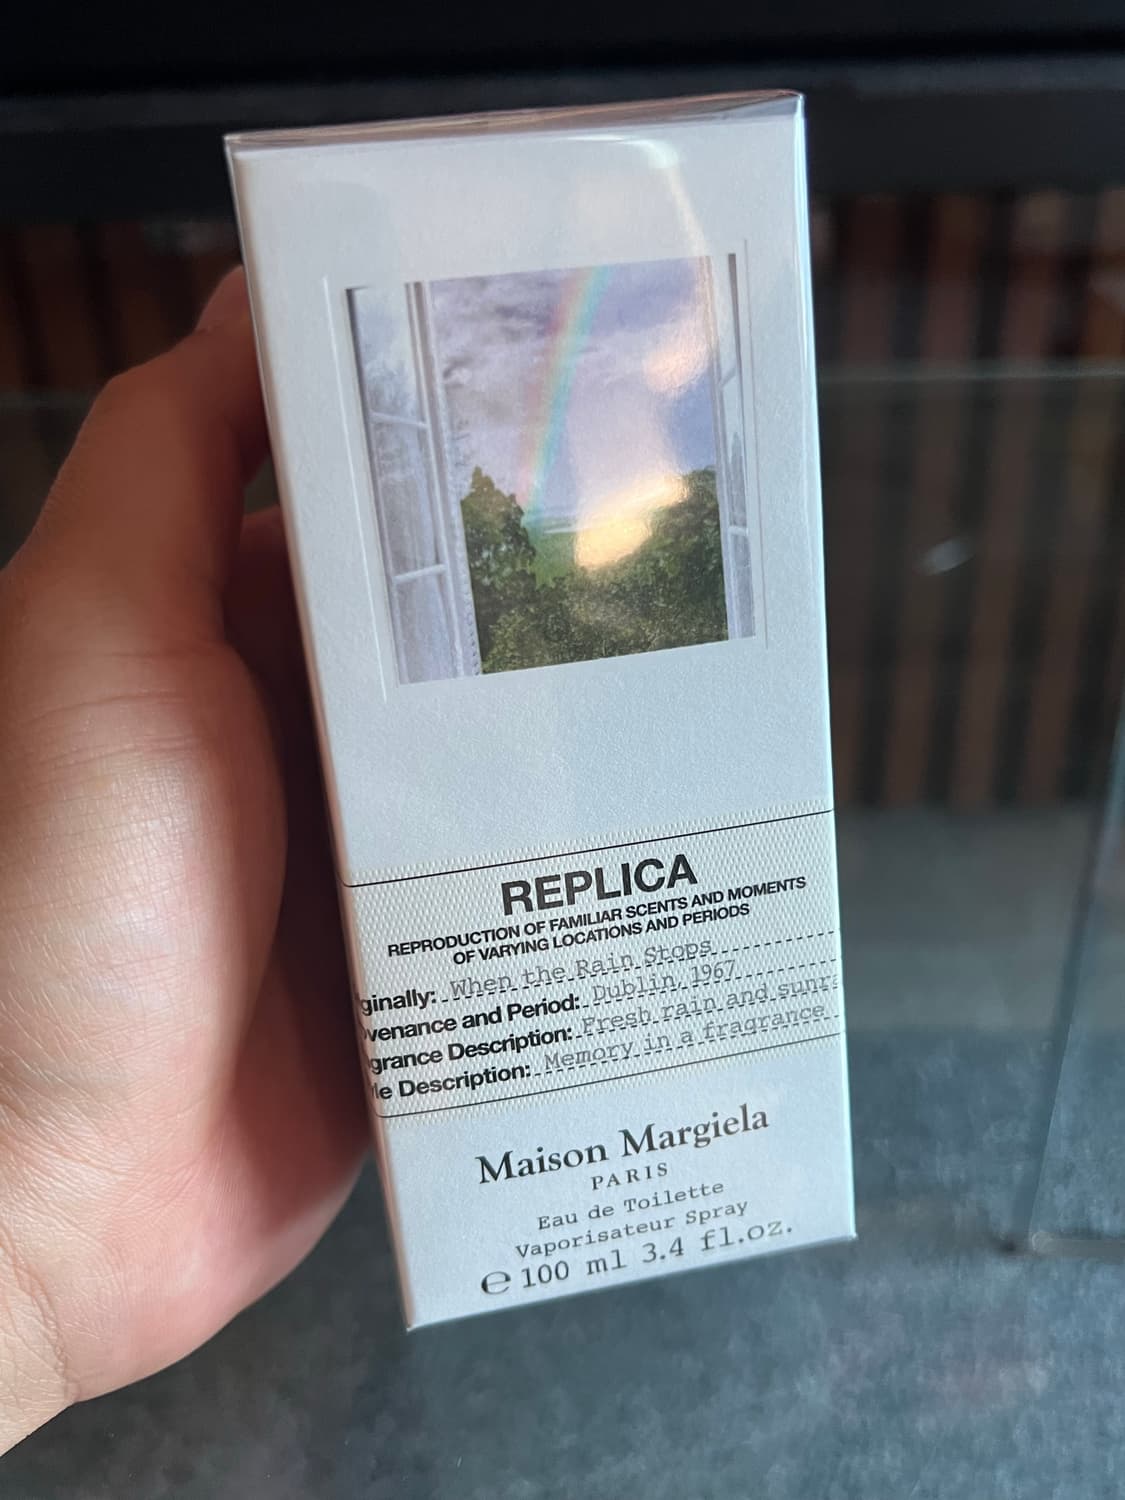 REPLICA
REPRODUCTION OF FAMILIAR SCENTS AND MOMENTS
OF VARYING LOCATIONS AND PERIODS
ginally: When the Rain Stops
venance and Period: Dublin, 1967
grance Description: Fresh rain and sunr
le Description: Memory in a fragrance
Maison Margiela
PARIS
Eau de Toilette
Vaporisateur Spray
℮ 100 ml 3.4 fl.oz.